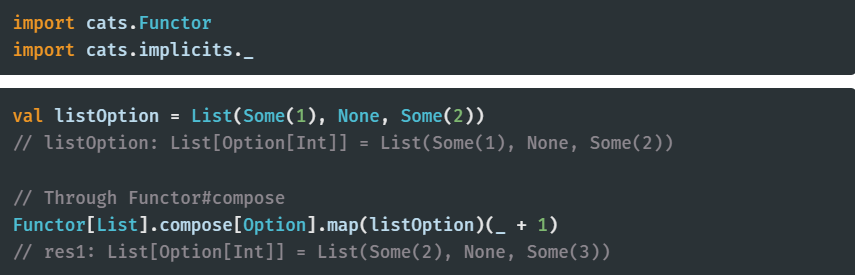 import cats.Functor
import cats.implicits._
val listOption = List(Some(1), None, Some(2))
// listOption: List[Option[Int]] = List(Some(1), None, Some(2))
// Through Functor#compose
Functor[List].compose[Option].map(listOption)(_ + 1)
// res1: List[Option[Int]] = List(Some(2), None, Some(3))